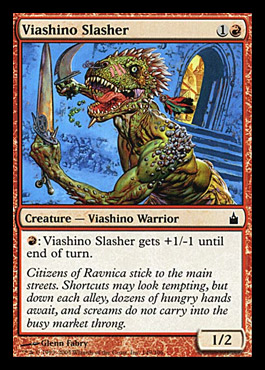 Viashino Slasher 1
Creature — Viashino Warrior
: Viashino Slasher gets +1/-1 until
end of turn.
Citizens of Ravnica stick to the main
streets. Shortcuts may look tempting, but
down each alley, dozens of hungry hands
await, and screams do not carry into the
busy market throng.
Glenn Fabry
1/2